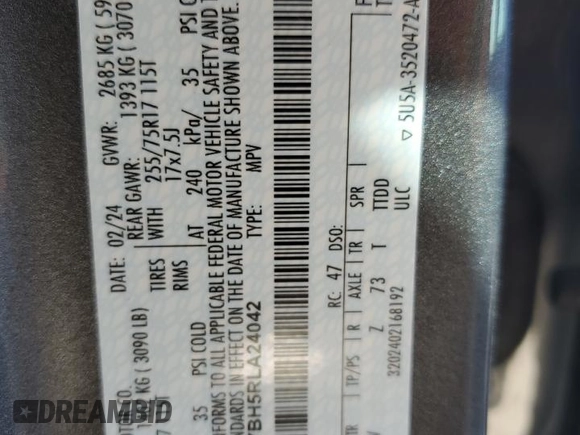 DATE: 02/24 GVWR: 2685 KG (59
REAR GAWR: 1393 KG (3070
(3090 LB) WITH 255/75R17 115T
TIRES
RIMS 17x7.5J
35 PSI COLD AT 240 kPa/ 35 PSI C
FORMS TO ALL APPLICABLE FEDERAL MOTOR VEHICLE SAFETY AND T
NDARDS IN EFFECT ON THE DATE OF MANUFACTURE SHOWN ABOVE.
BH5RLA24042 TYPE: MPV
RC: 47 DSO:
TP/PS R AXLE TR SPR
Z 73 T TTDD
ULC
3202402168192
▽ 5U5A-3520472-A
DREAMBID